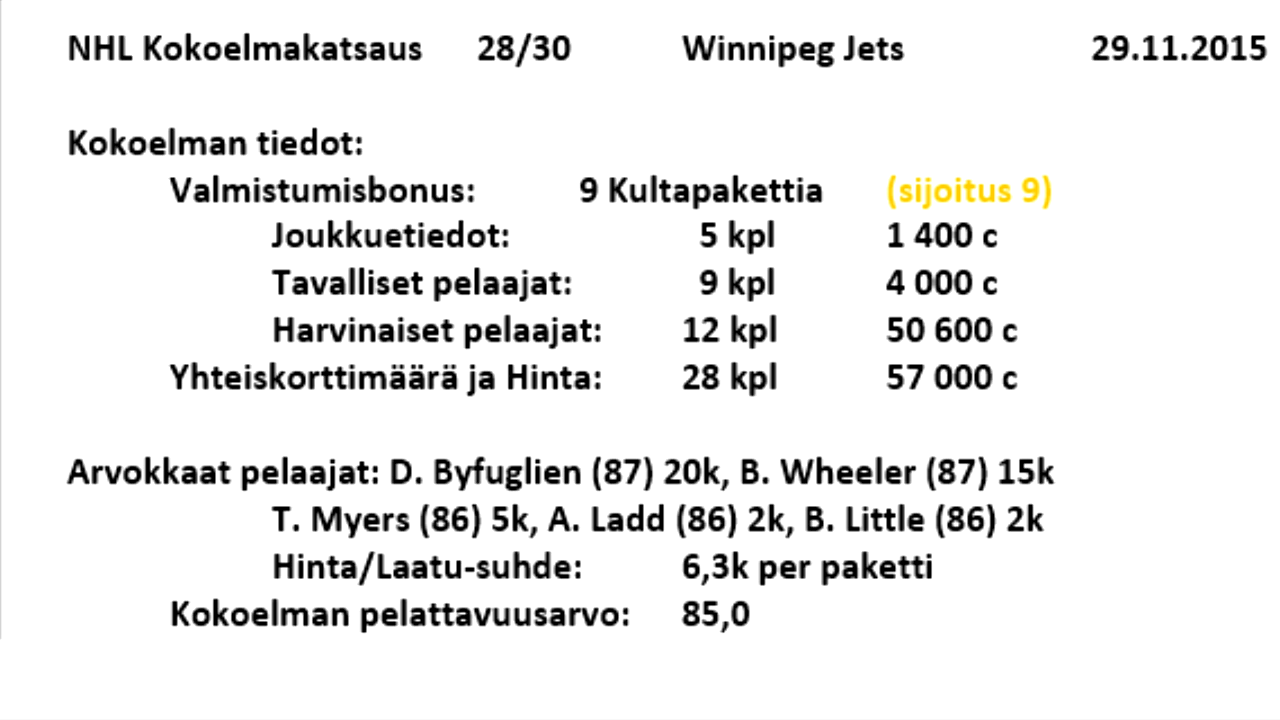 NHL Kokoelmakatsaus 28/30 Winnipeg Jets 29.11.2015
Kokoelman tiedot:
Valmistumisbonus: 9 Kultapakettia (sijoitus 9)
Joukkuetiedot: 5 kpl 1 400 c
Tavalliset pelaajat: 9 kpl 4 000 c
Harvinaiset pelaajat: 12 kpl 50 600 c
Yhteiskorttimäärä ja Hinta: 28 kpl 57 000 c
Arvokkaat pelaajat: D. Byfuglien (87) 20k, B. Wheeler (87) 15k
T. Myers (86) 5k, A. Ladd (86) 2k, B. Little (86) 2k
Hinta/Laatu-suhde: 6,3k per paketti
Kokoelman pelattavuusarvo: 85,0